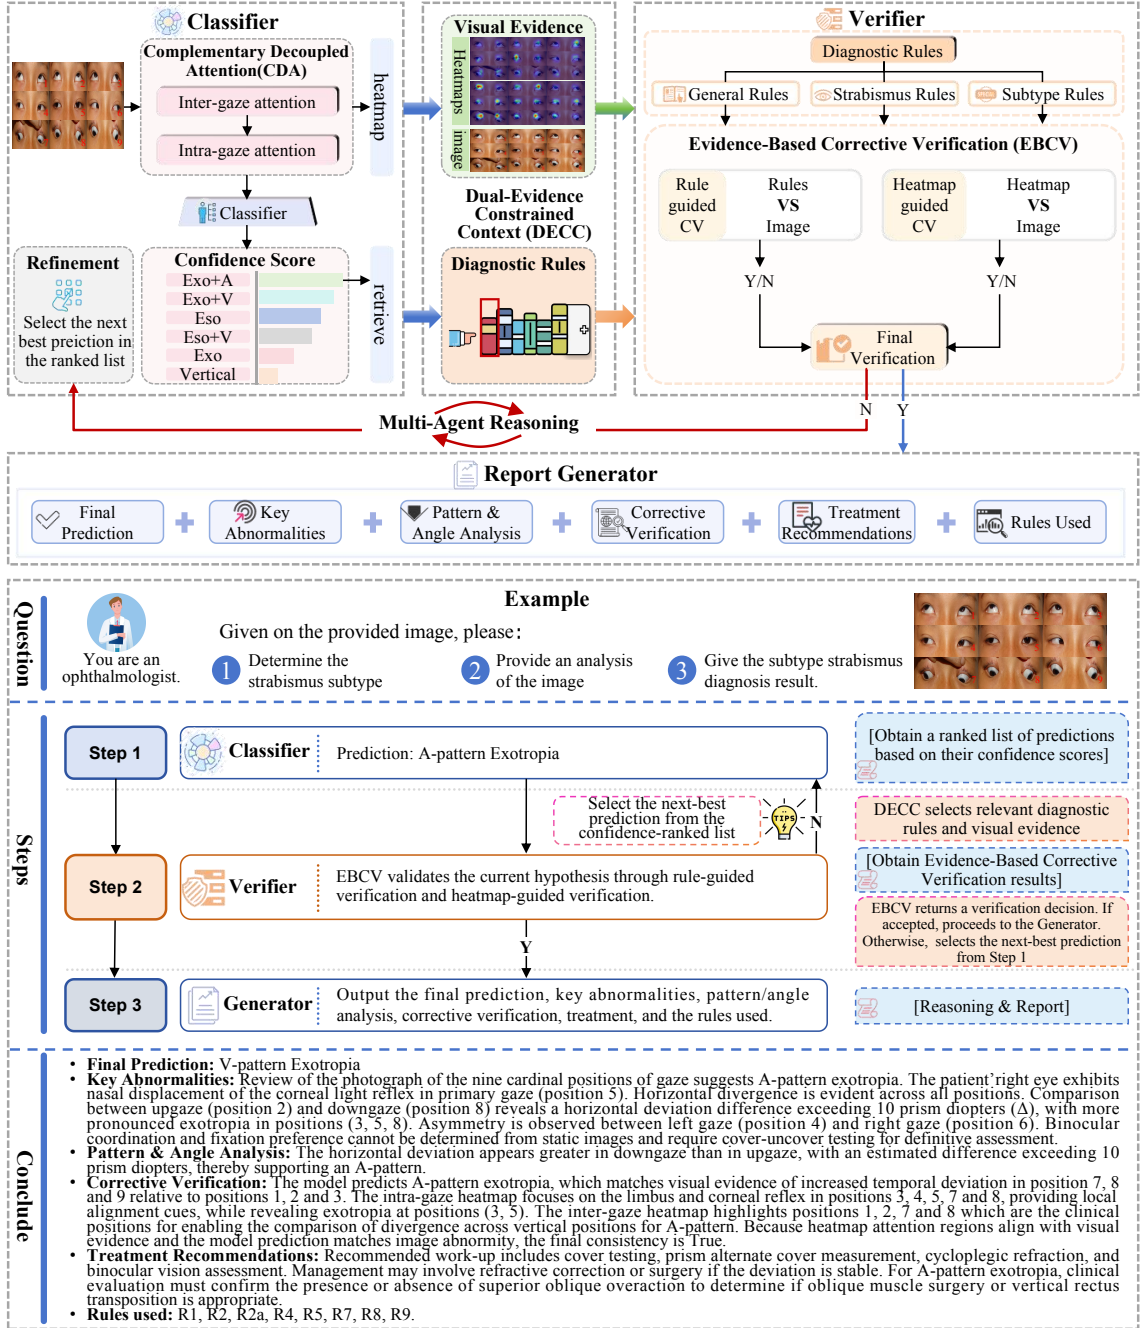 Classifier
Complementary Decoupled
Attention(CDA)
Inter-gaze attention
Intra-gaze attention
heatmap
Classifier
Refinement
Select the next
best preiction in
the ranked list
Confidence Score
Exo+A
Exo+V
Eso
Eso+V
Exo
Vertical
retrieve
Visual Evidence
Heatmaps
image
Dual-Evidence
Constrained
Context (DECC)
Diagnostic Rules
Verifier
Diagnostic Rules
General Rules
Strabismus Rules
Subtype Rules
Evidence-Based Corrective Verification (EBCV)
Rule
guided
CV
Rules
VS
Image
Heatmap
guided
CV
Heatmap
VS
Image
Y/N
Y/N
Final
Verification
N
Y
Multi-Agent Reasoning
Report Generator
Final
Prediction
Key
Abnormalities
Pattern &
Angle Analysis
Corrective
Verification
Treatment
Recommendations
Rules Used
Question
Example
You are an
ophthalmologist.
Given on the provided image, please:
1 Determine the
strabismus subtype
2 Provide an analysis
of the image
3 Give the subtype strabismus
diagnosis result.
Steps
Step 1
Classifier
Prediction: A-pattern Exotropia
[Obtain a ranked list of predictions
based on their confidence scores]
Select the next-best
prediction from the
confidence-ranked list
TIPS
N
DECC selects relevant diagnostic
rules and visual evidence
Step 2
Verifier
EBCV validates the current hypothesis through rule-guided
verification and heatmap-guided verification.
[Obtain Evidence-Based Corrective
Verification results]
EBCV returns a verification decision. If
accepted, proceeds to the Generator.
Otherwise, selects the next-best prediction
from Step 1
Y
Step 3
Generator
Output the final prediction, key abnormalities, pattern/angle
analysis, corrective verification, treatment, and the rules used.
[Reasoning & Report]
Conclude
• Final Prediction: V-pattern Exotropia
• Key Abnormalities: Review of the photograph of the nine cardinal positions of gaze suggests A-pattern exotropia. The patient'right eye exhibits
nasal displacement of the corneal light reflex in primary gaze (position 5). Horizontal divergence is evident across all positions. Comparison
between upgaze (position 2) and downgaze (position 8) reveals a horizontal deviation difference exceeding 10 prism diopters (Δ), with more
pronounced exotropia in positions (3, 5, 8). Asymmetry is observed between left gaze (position 4) and right gaze (position 6). Binocular
coordination and fixation preference cannot be determined from static images and require cover-uncover testing for definitive assessment.
• Pattern & Angle Analysis: The horizontal deviation appears greater in downgaze than in upgaze, with an estimated difference exceeding 10
prism diopters, thereby supporting an A-pattern.
• Corrective Verification: The model predicts A-pattern exotropia, which matches visual evidence of increased temporal deviation in position 7, 8
and 9 relative to positions 1, 2 and 3. The intra-gaze heatmap focuses on the limbus and corneal reflex in positions 3, 4, 5, 7 and 8, providing local
alignment cues, while revealing exotropia at positions (3, 5). The inter-gaze heatmap highlights positions 1, 2, 7 and 8 which are the clinical
positions for enabling the comparison of divergence across vertical positions for A-pattern. Because heatmap attention regions align with visual
evidence and the model prediction matches image abnormity, the final consistency is True.
• Treatment Recommendations: Recommended work-up includes cover testing, prism alternate cover measurement, cycloplegic refraction, and
binocular vision assessment. Management may involve refractive correction or surgery if the deviation is stable. For A-pattern exotropia, clinical
evaluation must confirm the presence or absence of superior oblique overaction to determine if oblique muscle surgery or vertical rectus
transposition is appropriate.
• Rules used: R1, R2, R2a, R4, R5, R7, R8, R9.